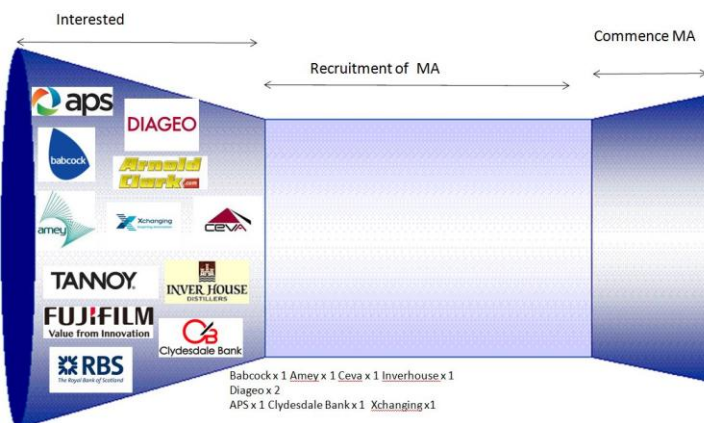 Interested
Commence MA
Recruitment of MA
aps
DIAGEO
babcock
Arnold
Clark.com
amey
Xchanging
CEVA
TANNOY
INVER HOUSE
DISTILLERS
FUJIFILM
Value from Innovation
Clydesdale Bank
RBS
The Royal Bank of Scotland
Babcock x 1 Amey x 1 Ceva x 1 Inverhouse x 1
Diageo x 2
APS x 1 Clydesdale Bank x 1 Xchanging x1